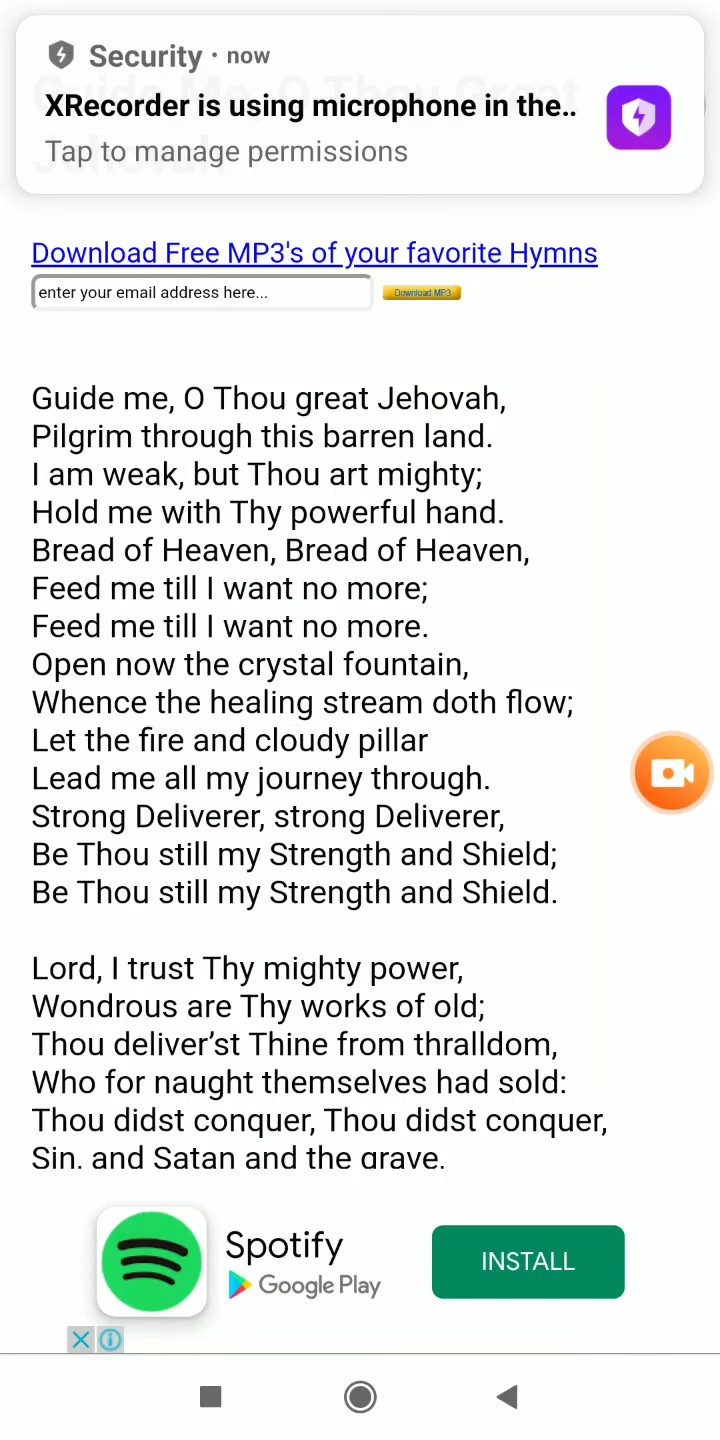 Security · now
XRecorder is using microphone in the..
Tap to manage permissions
Download Free MP3's of your favorite Hymns
enter your email address here...
Download MP3
Guide me, O Thou great Jehovah,
Pilgrim through this barren land.
I am weak, but Thou art mighty;
Hold me with Thy powerful hand.
Bread of Heaven, Bread of Heaven,
Feed me till I want no more;
Feed me till I want no more.
Open now the crystal fountain,
Whence the healing stream doth flow;
Let the fire and cloudy pillar
Lead me all my journey through.
Strong Deliverer, strong Deliverer,
Be Thou still my Strength and Shield;
Be Thou still my Strength and Shield.
Lord, I trust Thy mighty power,
Wondrous are Thy works of old;
Thou deliver’st Thine from thralldom,
Who for naught themselves had sold:
Thou didst conquer, Thou didst conquer,
Sin, and Satan and the grave.
Spotify
Google Play
INSTALL